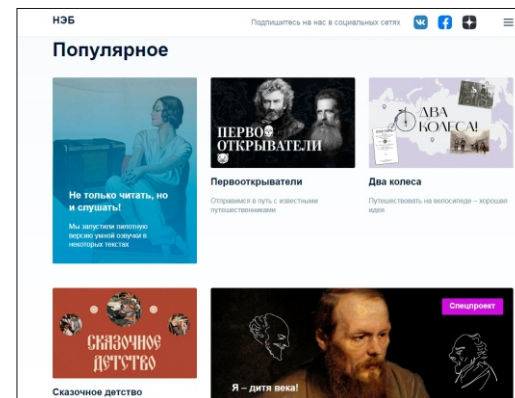 НЭБ
Подпишитесь на нас в социальных сетях
Популярное
Не только читать, но
и слушать!
Мы запустили пилотную
версию умной озвучки в
некоторых текстах
ПЕРВО
ОТКРЫВАТЕЛИ
Первооткрыватели
Отправимся в путь с известными
путешественниками
ДВА
КОЛЕСА!
Два колеса
Путешествовать на велосипеде – хорошая
идея
СКАЗОЧНОЕ
ДЕТСТВО
Сказочное детство
Спецпроект
Я – дитя века!